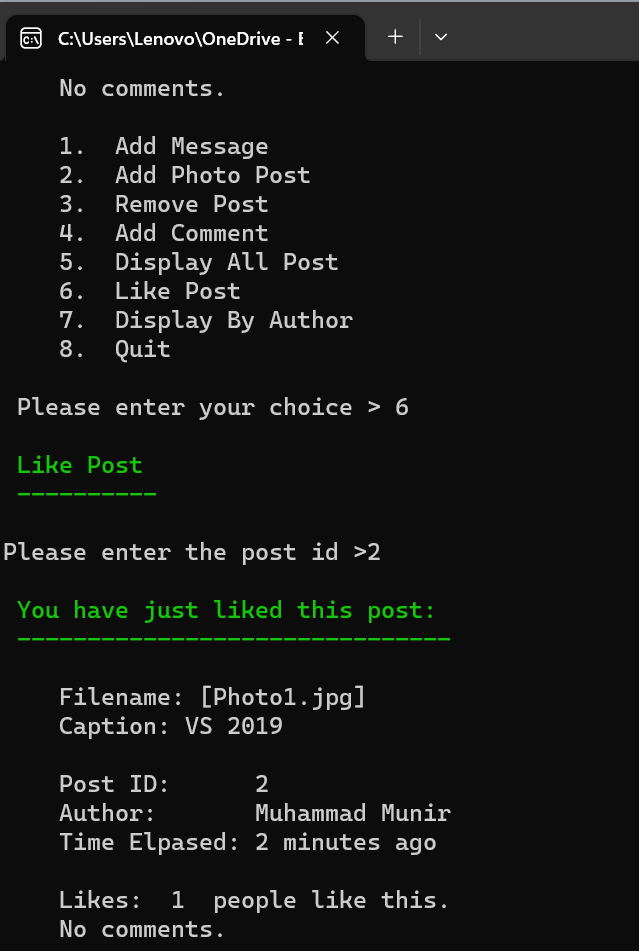 C:\Users\Lenovo\OneDrive -
No comments.
1. Add Message
2. Add Photo Post
3. Remove Post
4. Add Comment
5. Display All Post
6. Like Post
7. Display By Author
8. Quit
Please enter your choice > 6
Like Post
----------
Please enter the post id >2
You have just liked this post:
-------------------------------
Filename: [Photo1.jpg]
Caption: VS 2019
Post ID: 2
Author: Muhammad Munir
Time Elpased: 2 minutes ago
Likes: 1 people like this.
No comments.